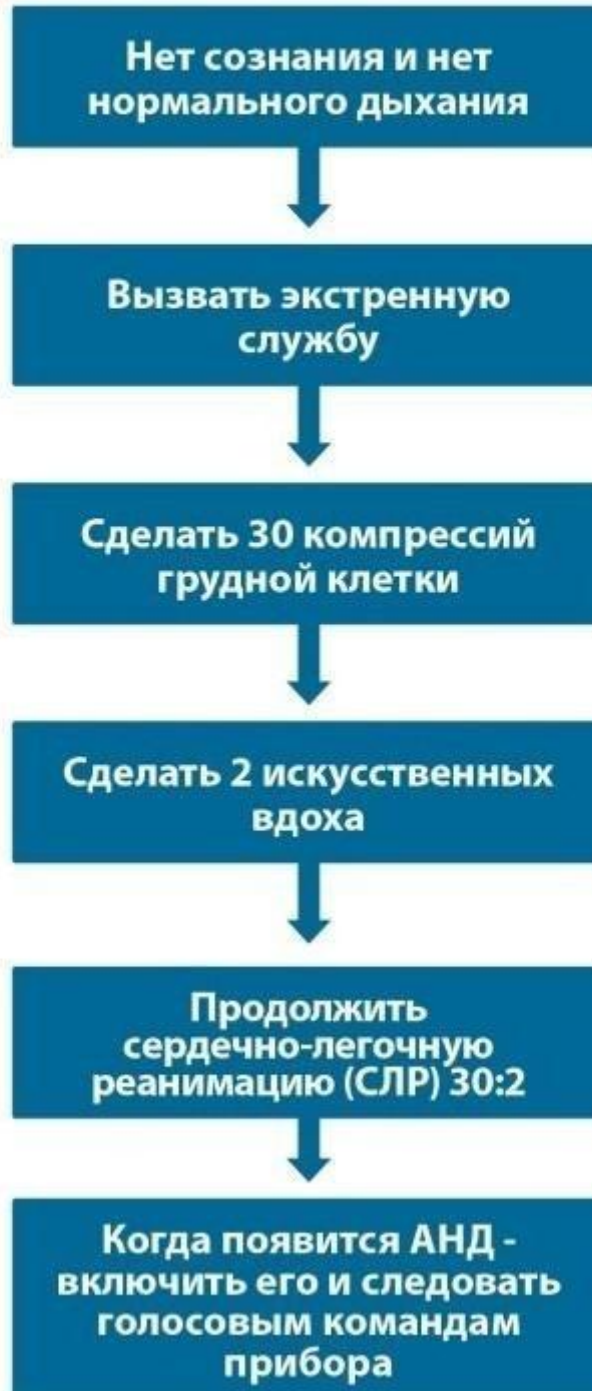 Нет сознания и нет
нормального дыхания
Вызвать экстренную
службу
Сделать 30 компрессий
грудной клетки
Сделать 2 искусственных
вдоха
Продолжить
сердечно-легочную
реанимацию (СЛР) 30:2
Когда появится АНД -
включить его и следовать
голосовым командам
прибора